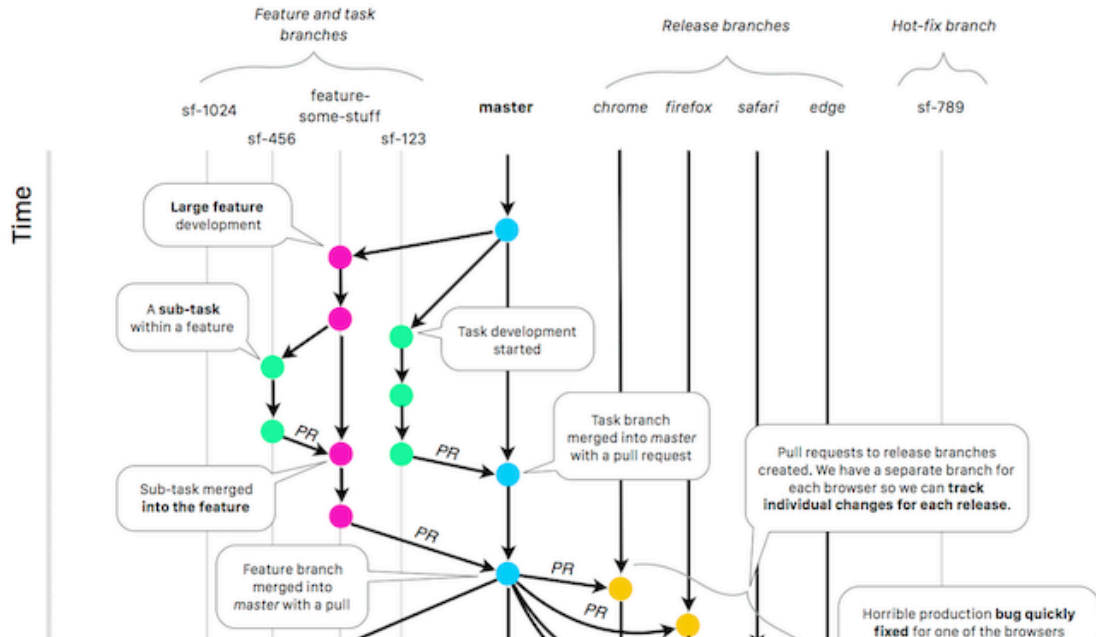 Feature and task
branches
Release branches
Hot-fix branch
sf-1024
feature-
some-stuff
master
chrome
firefox
safari
edge
sf-789
sf-456
sf-123
Time
Large feature
development
A sub-task
within a feature
Task development
started
PR
PR
Task branch
merged into master
with a pull request
Pull requests to release branches
created. We have a separate branch for
each browser so we can track
individual changes for each release.
Sub-task merged
into the feature
PR
Feature branch
merged into
master with a pull
PR
PR
Horrible production bug quickly
fixed for one of the browsers